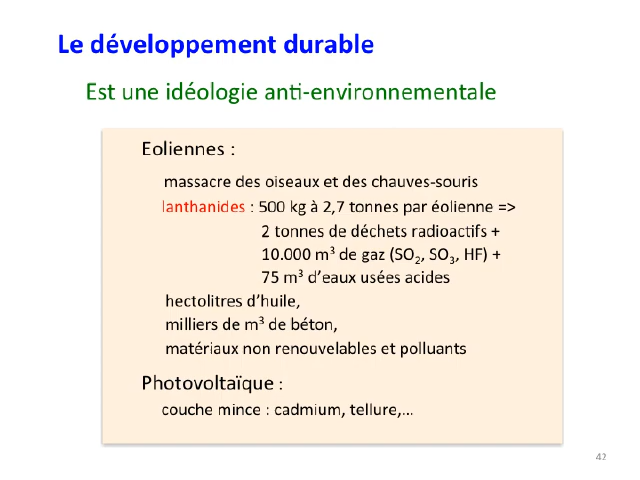 Le développement durable
Est une idéologie anti-environnementale
Eoliennes :
massacre des oiseaux et des chauves-souris
lanthanides : 500 kg à 2,7 tonnes par éolienne =>
2 tonnes de déchets radioactifs +
10.000 m³ de gaz (SO₂, SO₃, HF) +
75 m³ d’eaux usées acides
hectolitres d’huile,
milliers de m³ de béton,
matériaux non renouvelables et polluants
Photovoltaïque :
couche mince : cadmium, tellure,...
42